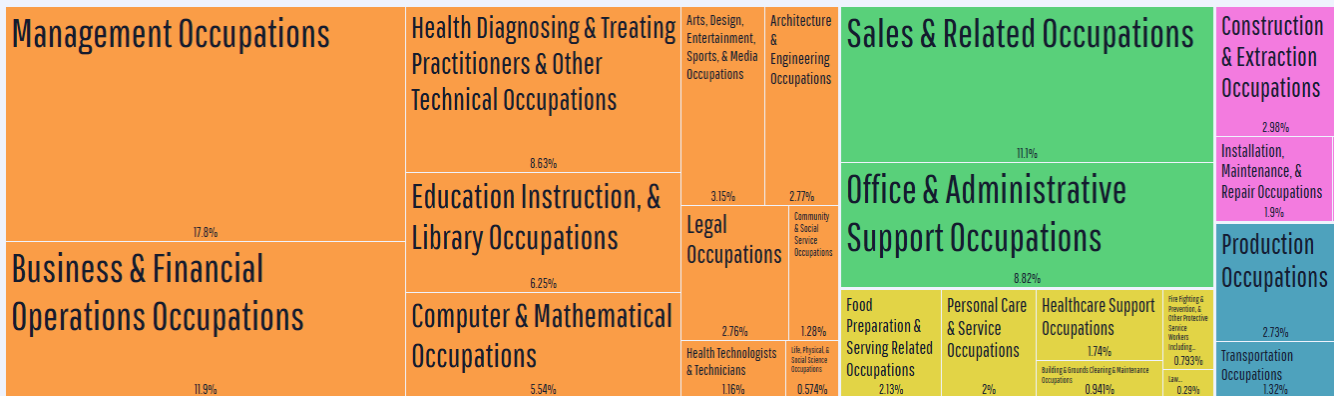 Management Occupations
17.8%
Business & Financial
Operations Occupations
11.9%
Health Diagnosing & Treating
Practitioners & Other
Technical Occupations
8.63%
Education Instruction, &
Library Occupations
6.25%
Computer & Mathematical
Occupations
5.54%
Arts, Design,
Entertainment,
Sports, & Media
Occupations
3.15%
Architecture
&
Engineering
Occupations
2.77%
Legal
Occupations
2.76%
Community
& Social
Service
Occupations
1.28%
Health Technologists
& Technicians
1.16%
Life, Physical, &
Social Science
Occupations
0.574%
Sales & Related Occupations
11.1%
Office & Administrative
Support Occupations
8.82%
Food
Preparation &
Serving Related
Occupations
2.13%
Personal Care
& Service
Occupations
2%
Healthcare Support
Occupations
1.74%
Building & Grounds Cleaning & Maintenance
Occupations
0.941%
Fire Fighting &
Prevention, &
Other Protective
Service
Workers
Including...
0.793%
Law...
0.29%
Construction
& Extraction
Occupations
2.98%
Installation,
Maintenance, &
Repair Occupations
1.9%
Production
Occupations
2.73%
Transportation
Occupations
1.32%